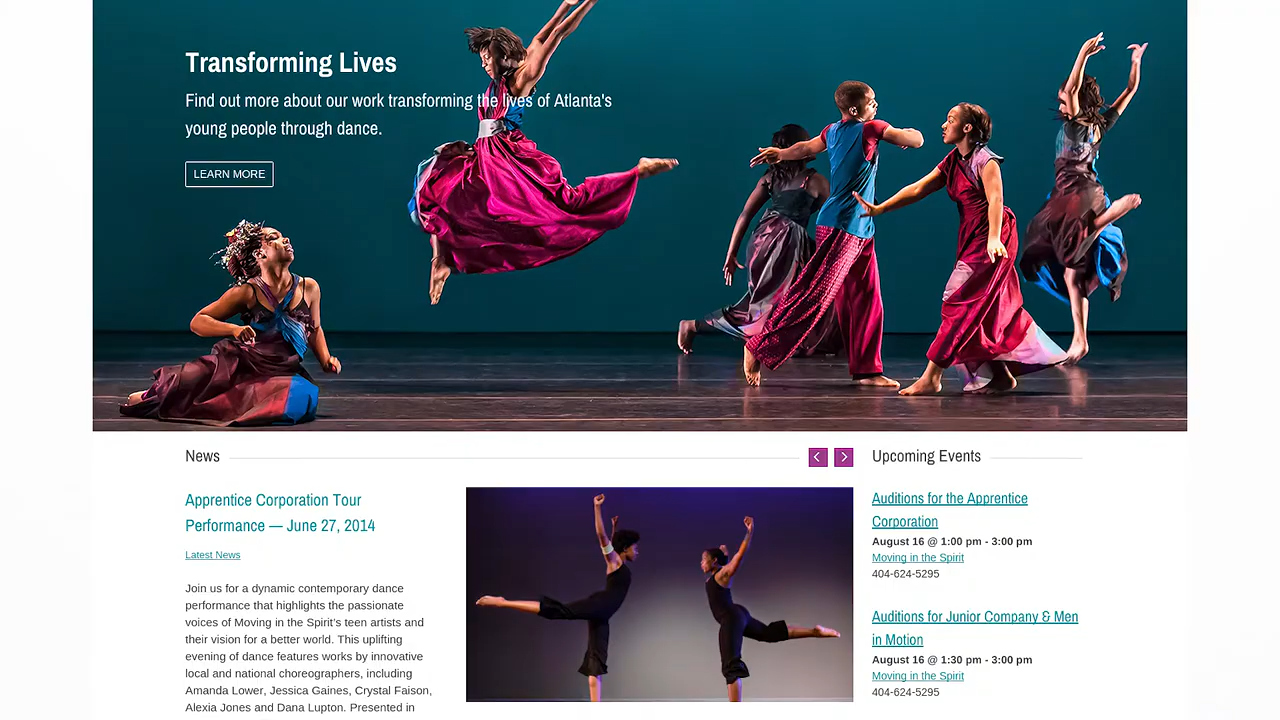 Transforming Lives
Find out more about our work transforming the lives of Atlanta's
young people through dance.
LEARN MORE
News
Apprentice Corporation Tour
Performance — June 27, 2014
Latest News
Join us for a dynamic contemporary dance
performance that highlights the passionate
voices of Moving in the Spirit's teen artists and
their vision for a better world. This uplifting
evening of dance features works by innovative
local and national choreographers, including
Amanda Lower, Jessica Gaines, Crystal Faison,
Alexia Jones and Dana Lupton. Presented in
Upcoming Events
Auditions for the Apprentice
Corporation
August 16 @ 1:00 pm - 3:00 pm
Moving in the Spirit
404-624-5295
Auditions for Junior Company & Men
in Motion
August 16 @ 1:30 pm - 3:00 pm
Moving in the Spirit
404-624-5295